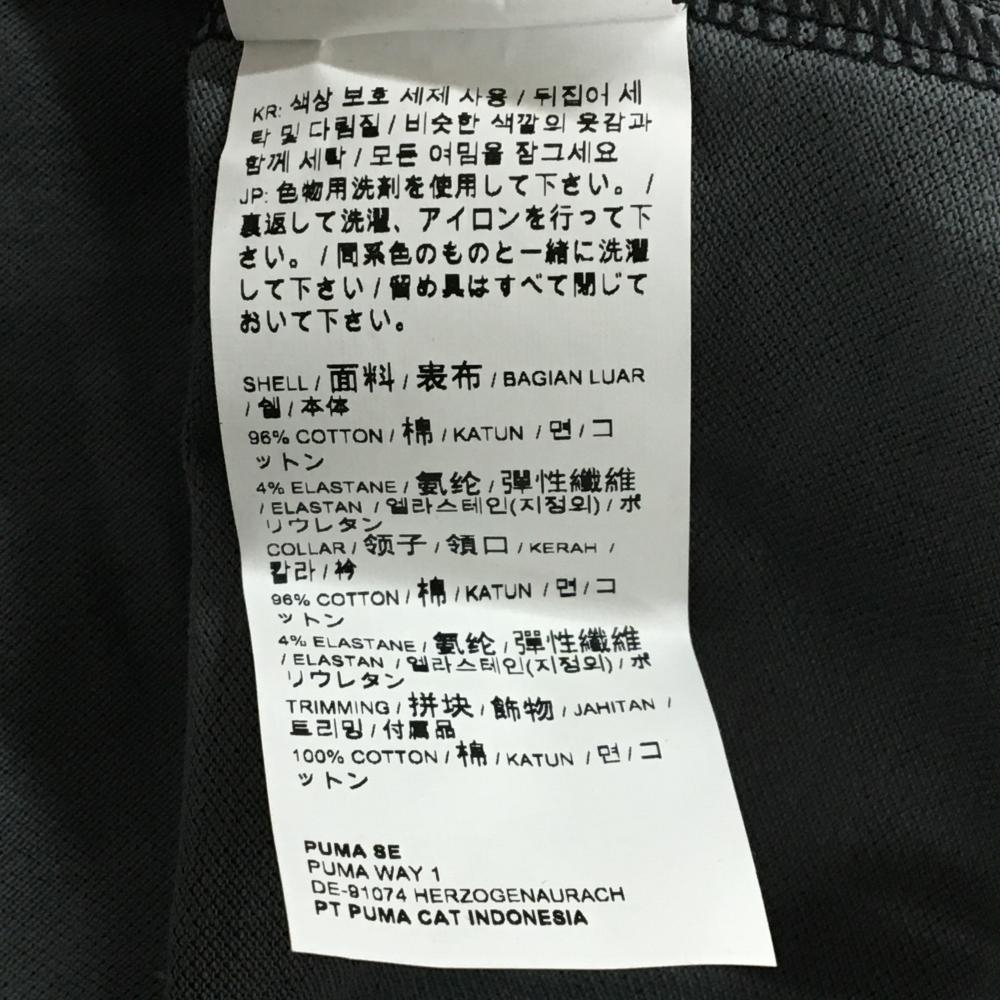 KR: 색상 보호 세제 사용 / 뒤집어 세
탁 및 다림질 / 비슷한 색깔의 옷감과
함께 세탁 / 모든 여밈을 잠그세요
JP: 色物用洗剤を使用して下さい。 /
裏返して洗濯、アイロンを行って下
さい。 / 同系色のものと一緒に洗濯
して下さい / 留め具はすべて閉じて
おいて下さい。
SHELL / 面料 / 表布 / BAGIAN LUAR
/ 쉘 / 本体
96% COTTON / 棉 / KATUN / 면 / コ
ットン
4% ELASTANE / 氨纶 / 彈性纖維
/ ELASTAN / 엘라스테인(지정외) / ポ
リウレタン
COLLAR / 领子 / 領口 / KERAH /
칼라 / 衿
96% COTTON / 棉 / KATUN / 면 / コ
ットン
4% ELASTANE / 氨纶 / 彈性纖維
/ ELASTAN / 엘라스테인(지정외) / ポ
リウレタン
TRIMMING / 拼块 / 飾物 / JAHITAN /
트리밍 / 付属品
100% COTTON / 棉 / KATUN / 면 / コ
ットン
PUMA SE
PUMA WAY 1
DE-91074 HERZOGENAURACH
PT PUMA CAT INDONESIA